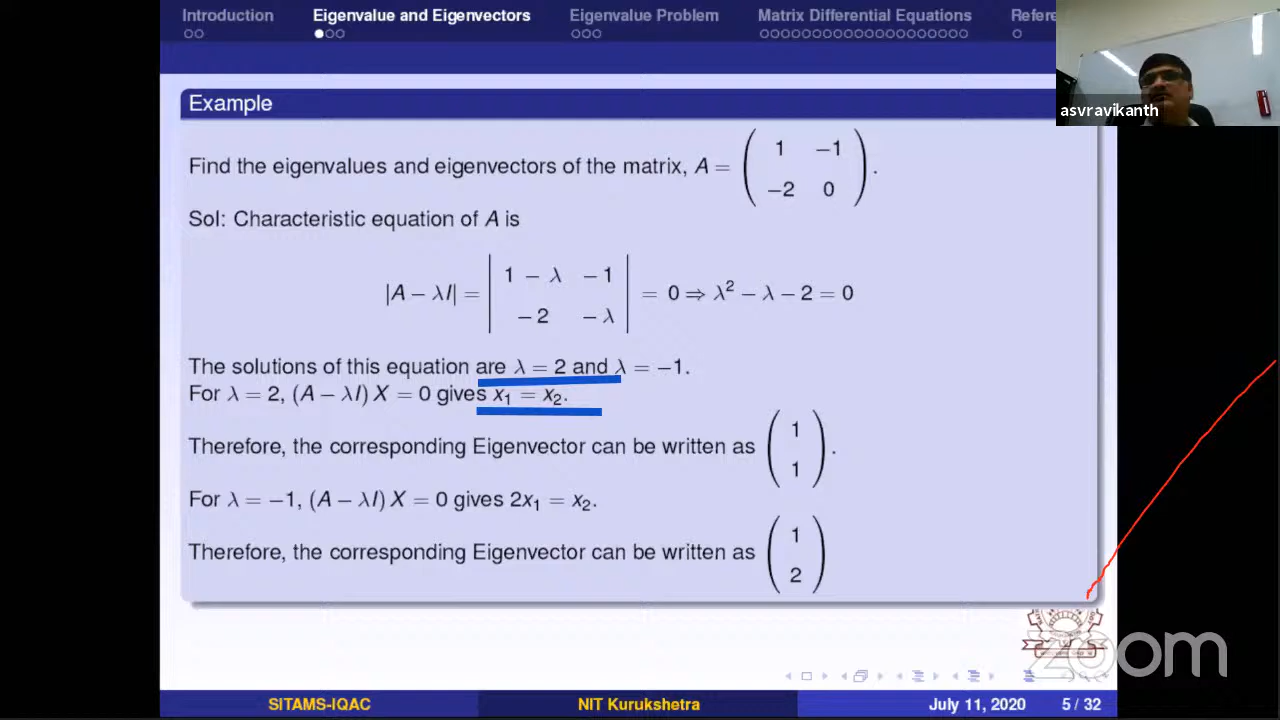 Introduction Eigenvalue and Eigenvectors Eigenvalue Problem Matrix Differential Equations
asvravikanth
Example
Find the eigenvalues and eigenvectors of the matrix, A = ( 1 −1
−2 0 ).
Sol: Characteristic equation of A is
|A − λI| = | 1 − λ −1
−2 −λ | = 0 ⇒ λ² − λ − 2 = 0
The solutions of this equation are λ = 2 and λ = −1.
For λ = 2, (A − λI) X = 0 gives x₁ = x₂.
Therefore, the corresponding Eigenvector can be written as ( 1
1 ).
For λ = −1, (A − λI) X = 0 gives 2x₁ = x₂.
Therefore, the corresponding Eigenvector can be written as ( 1
2 )
zoom
SITAMS-IQAC NIT Kurukshetra July 11, 2020 5 / 32